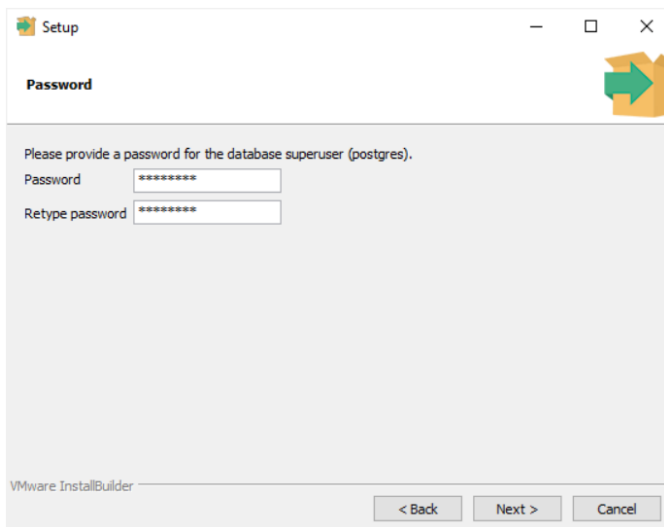 Setup
Password
Please provide a password for the database superuser (postgres).
Password ********
Retype password ********
VMware InstallBuilder
< Back Next > Cancel